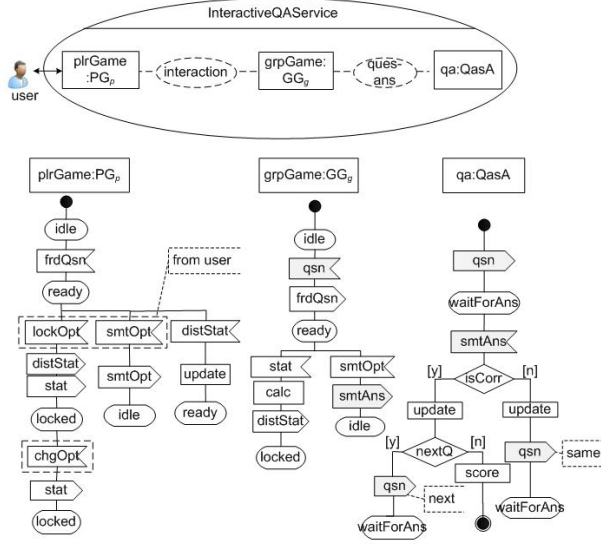 InteractiveQAService
plrGame
:PGp
interaction
grpGame:
GGg
ques-
ans
qa:QasA
user
plrGame:PGp
grpGame:GGg
qa:QasA
idle
frdQsn
ready
from user
lockOpt
smtOpt
distStat
distStat
stat
smtOpt
update
locked
idle
ready
chgOpt
stat
locked
idle
qsn
frdQsn
ready
stat
smtOpt
calc
smtAns
distStat
idle
locked
qsn
waitForAns
smtAns
[y]
isCorr
[n]
update
update
[y]
nextQ
[n]
qsn
same
qsn
score
next
waitForAns
waitForAns